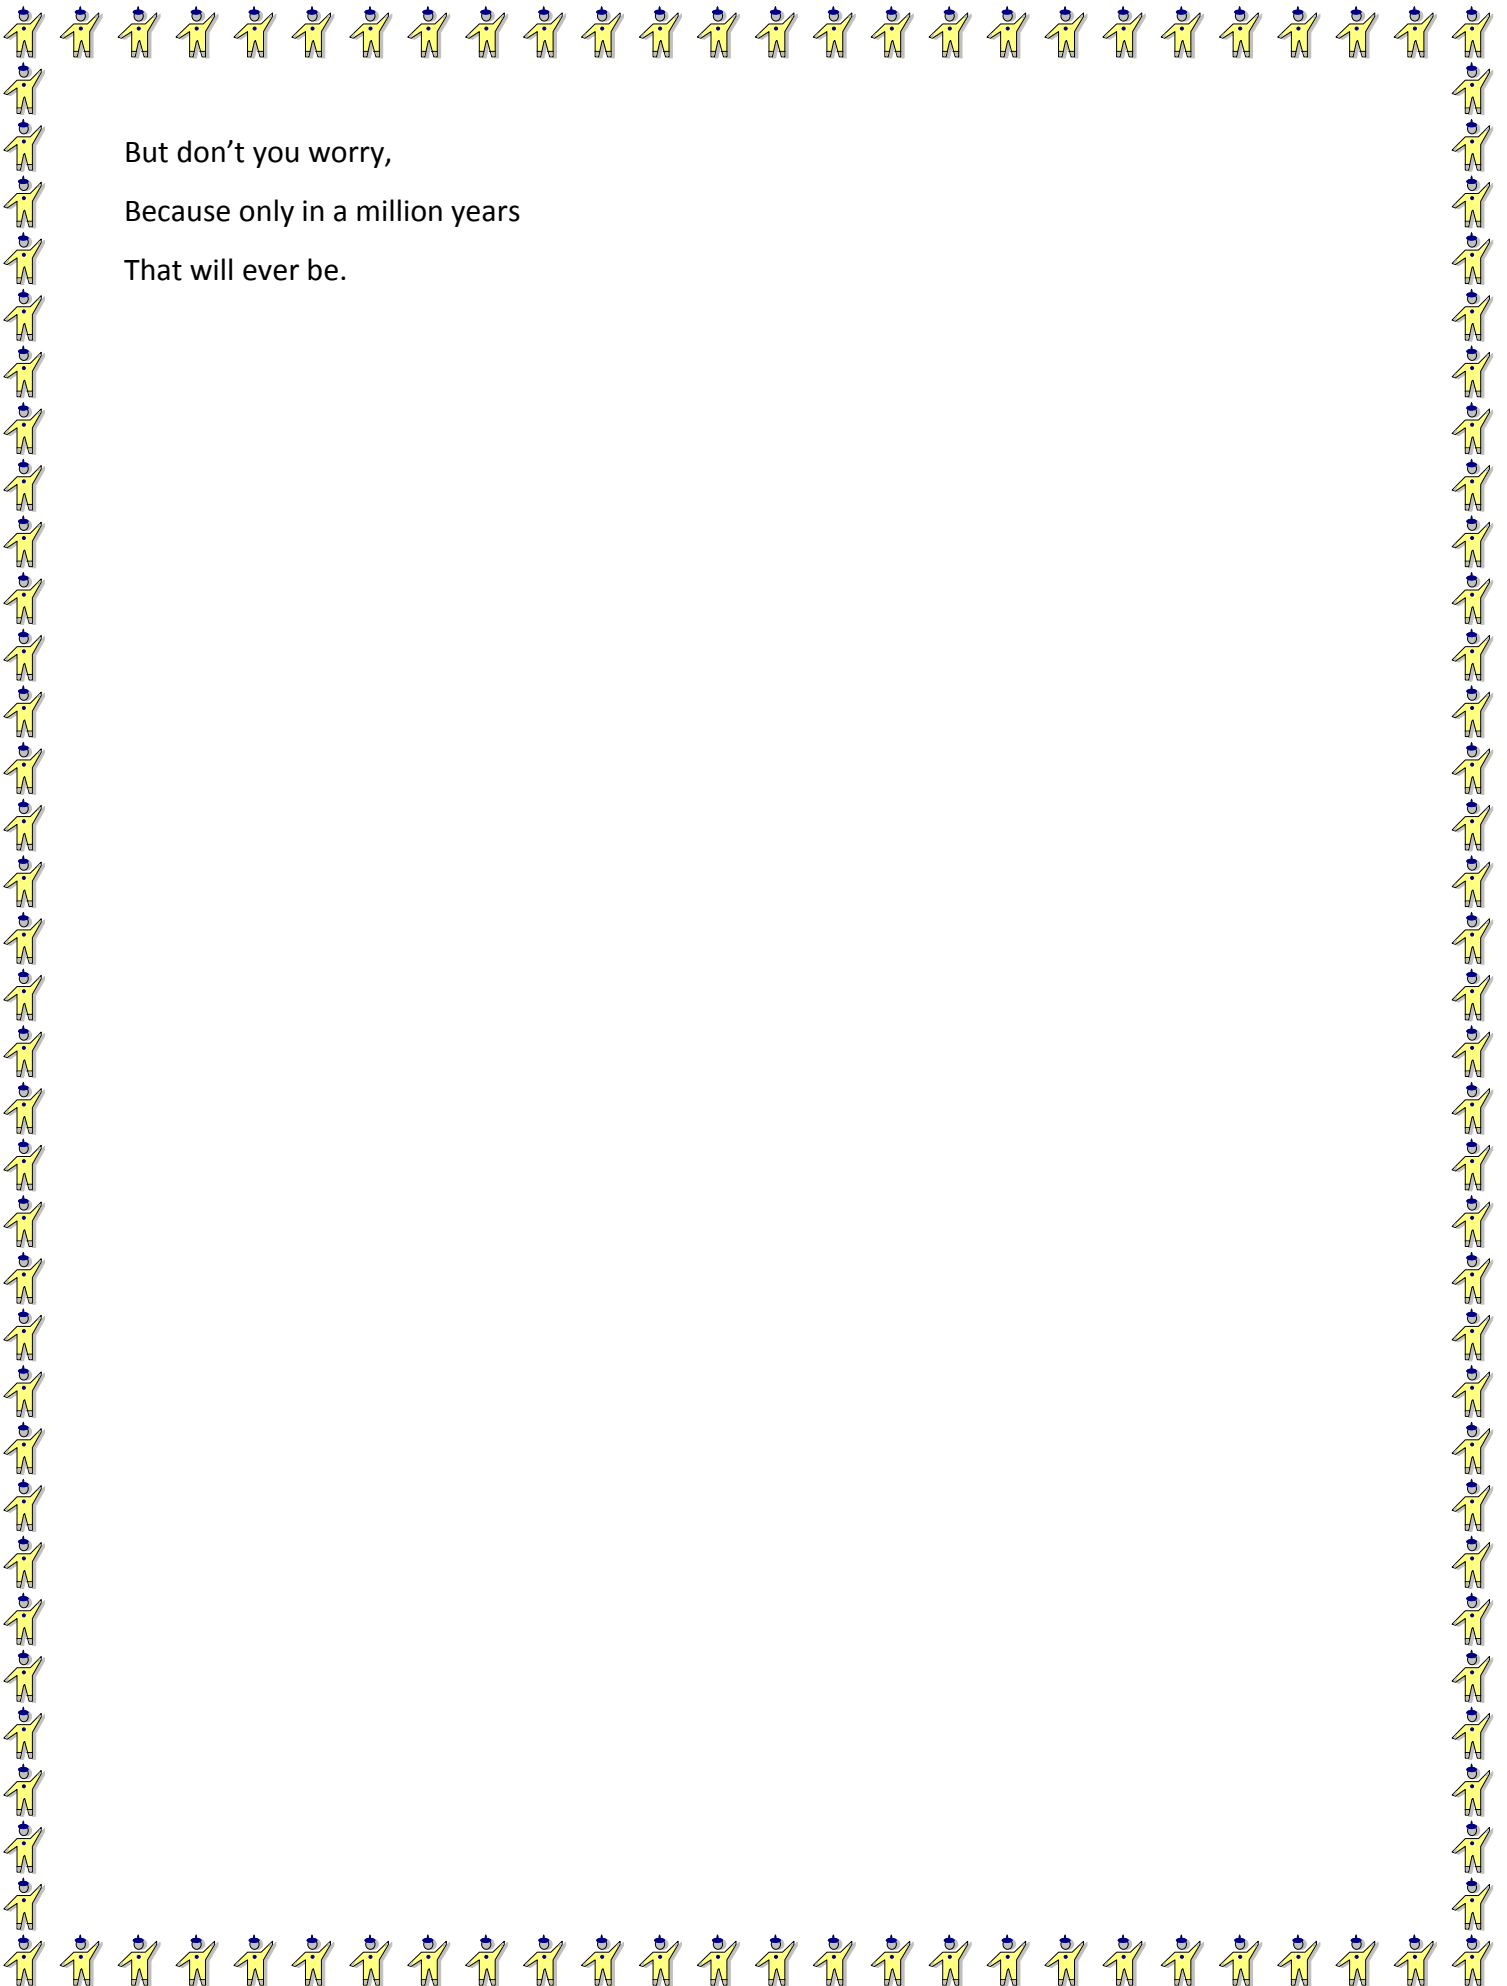 But don’t you worry,
Because only in a million years
That will ever be.